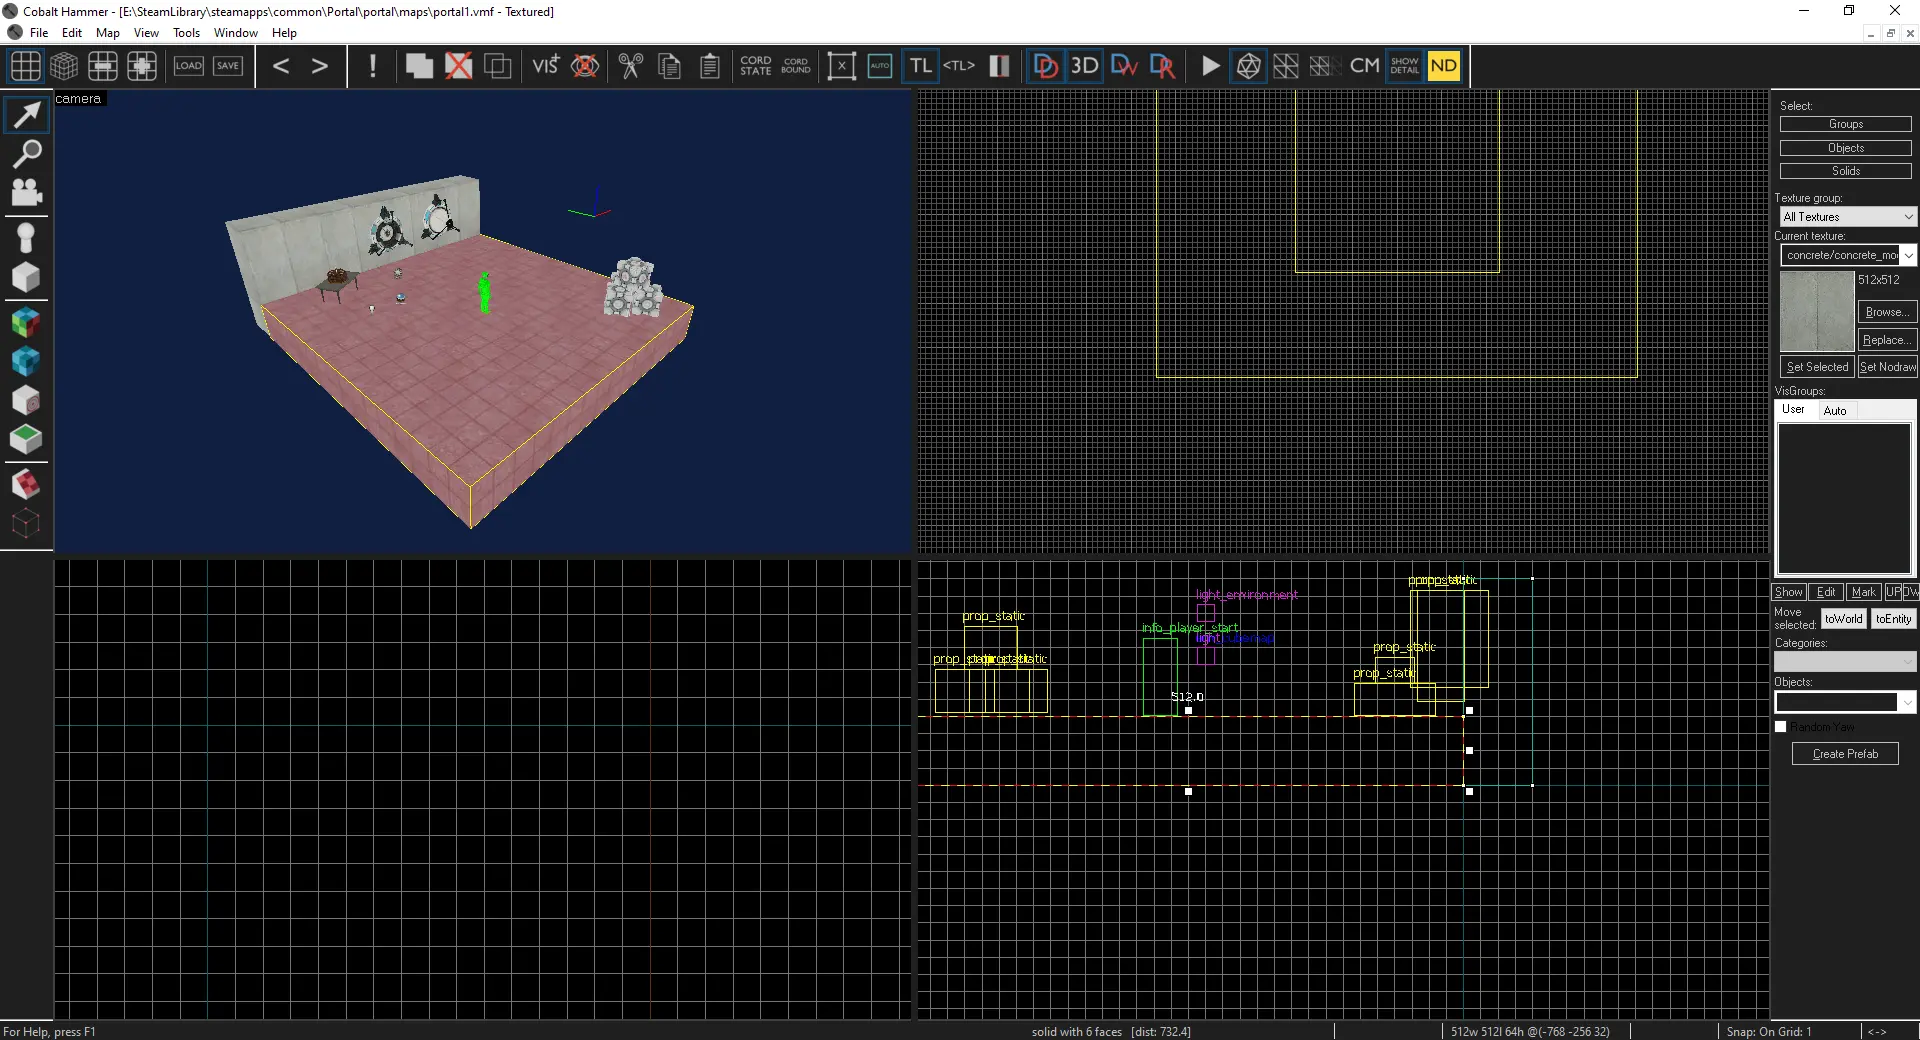 Cobalt Hammer - [E:\SteamLibrary\steamapps\common\Portal\portal\maps\portal1.vmf - Textured]
File Edit Map View Tools Window Help
LOAD SAVE < > ! VIS CORD STATE CORD BOUND X AUTO TL <TL> 3D CM SHOW DETAIL ND
camera
Select:
Groups
Objects
Solids
Texture group:
All Textures
Current texture:
concrete/concrete_mo
512x512
Browse...
Replace...
Set Selected Set Nodraw
VisGroups:
User Auto
Show Edit Mark UP
Move selected: toWorld toEntity
Categories:
Objects:
Random Yaw
Create Prefab
prop_static
light_environment
prop_static
info_player_start
light
prop_static
prop_static
512.0
For Help, press F1
solid with 6 faces [dist: 732.4]
512w 512l 64h @(-768 -256 32)
Snap: On Grid: 1
<->